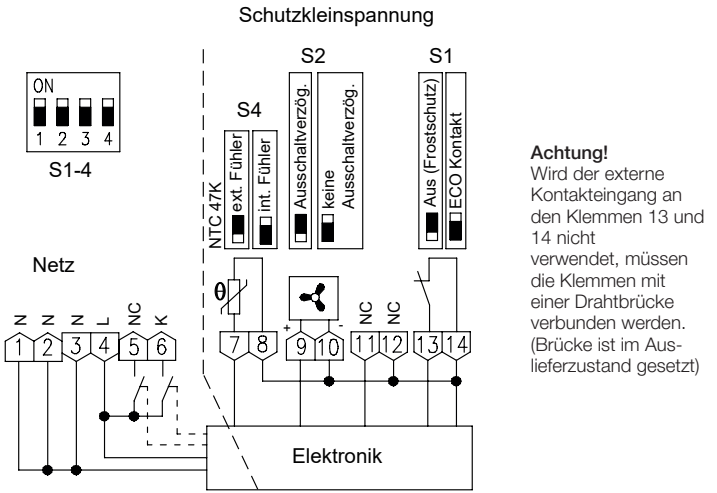 Schutzkleinspannung
S2
S1
S4
ON
1 2 3 4
S1-4
NTC 47K
ext. Fühler
int. Fühler
Ausschaltverzög.
keine
Ausschaltverzög.
Aus (Frostschutz)
ECO Kontakt
Achtung!
Wird der externe
Kontakteingang an
den Klemmen 13 und
14 nicht
verwendet, müssen
die Klemmen mit
einer Drahtbrücke
verbunden werden.
(Brücke ist im Aus-
lieferzustand gesetzt)
Netz
θ
N N N L NC K
+ -
NC NC
1 2 3 4 5 6 7 8 9 10 11 12 13 14
Elektronik